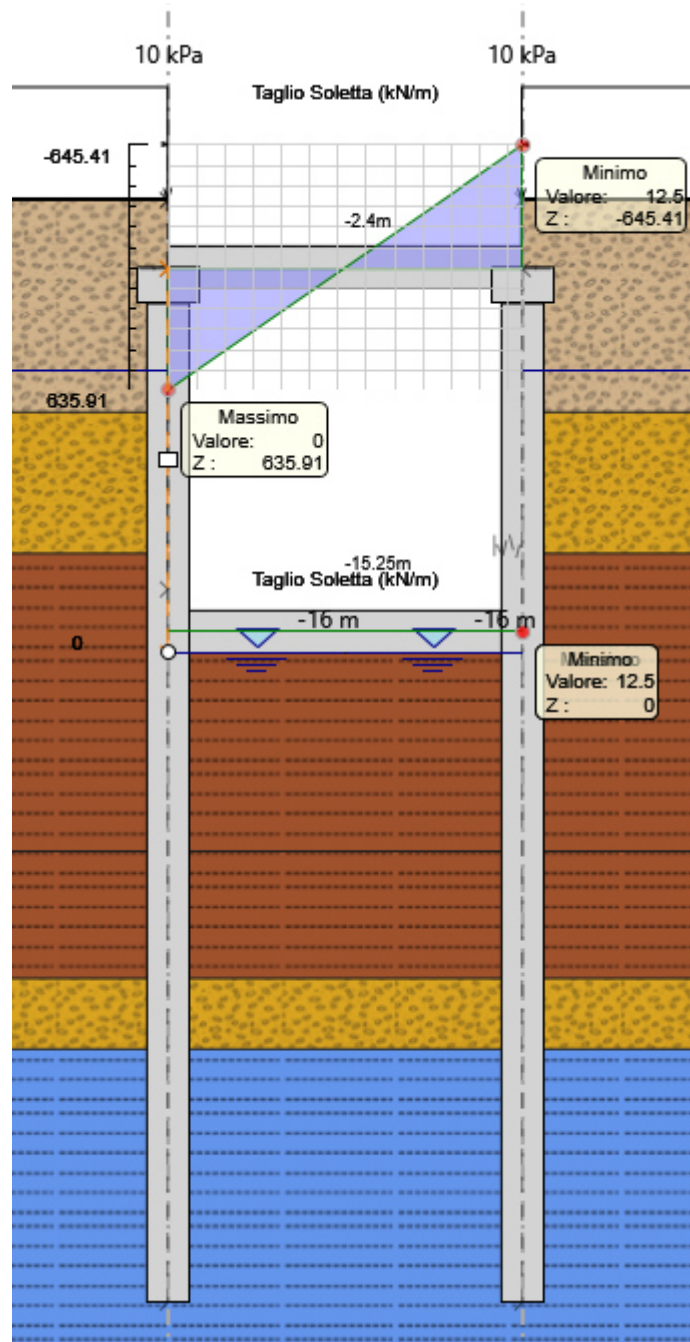 10 kPa
10 kPa
Taglio Soletta (kN/m)
-645.41
Minimo
Valore: 12.5
Z : -645.41
-2.4m
635.91
Massimo
Valore: 0
Z : 635.91
-15.25m
Taglio Soletta (kN/m)
-16 m
-16 m
0
Minimo
Valore: 12.5
Z : 0